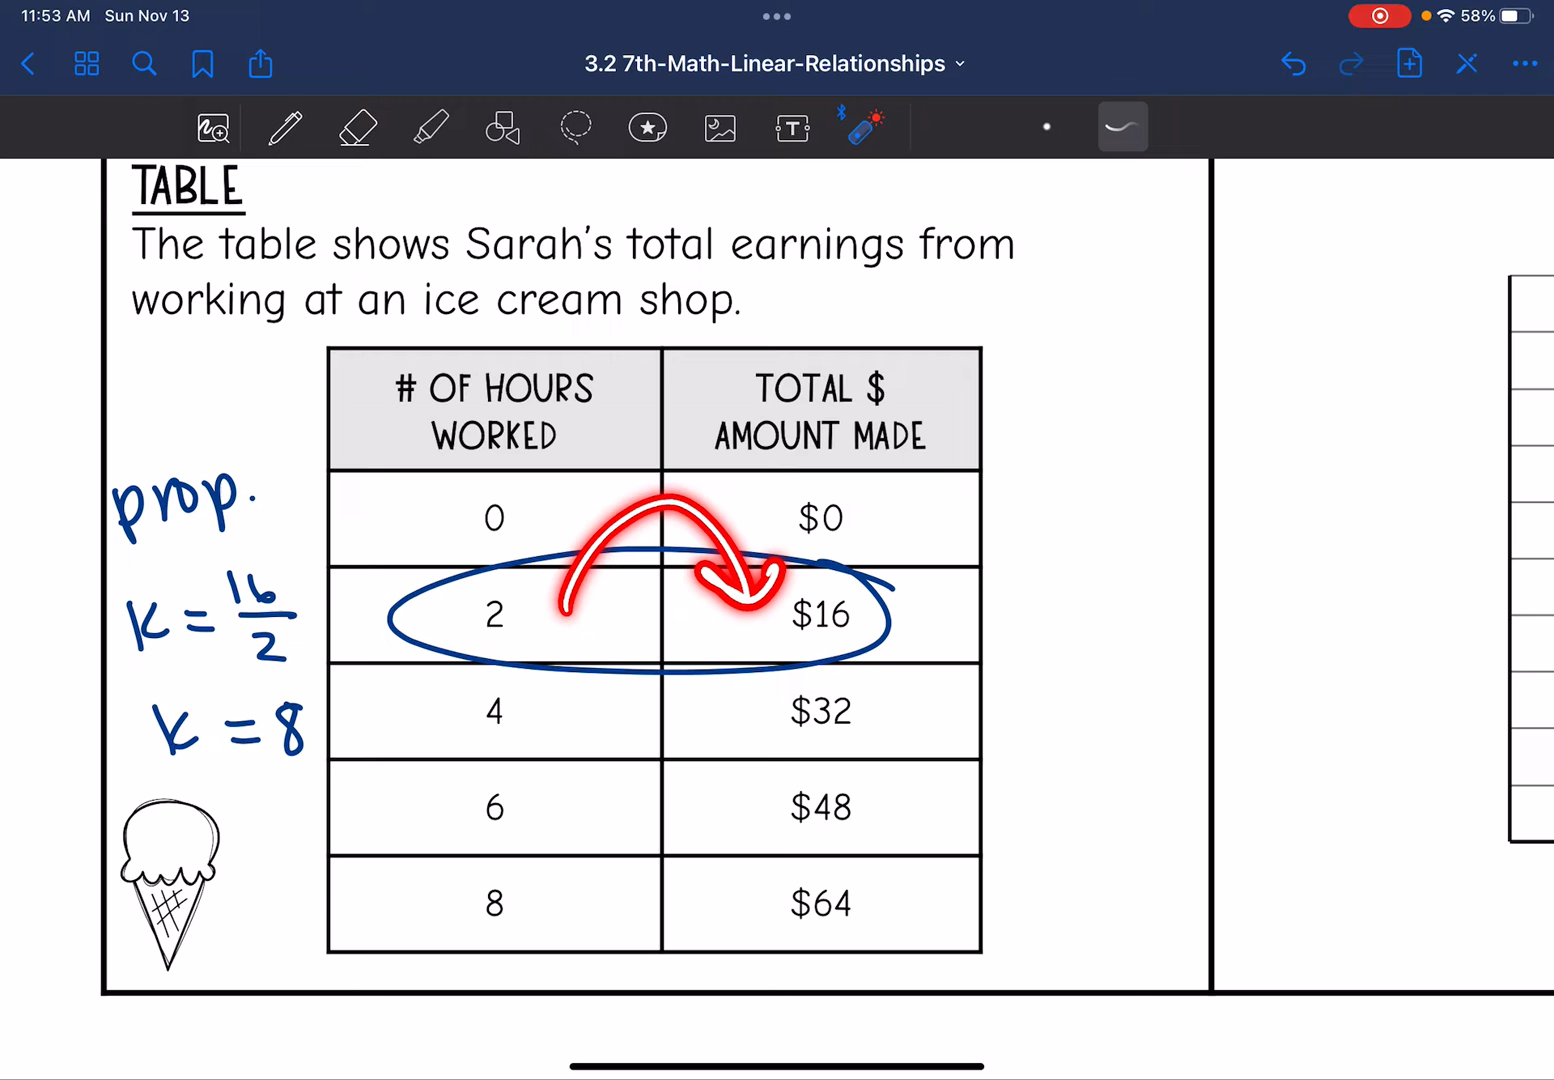 11:53 AM Sun Nov 13
58%
3.2 7th-Math-Linear-Relationships
TABLE
The table shows Sarah's total earnings from
working at an ice cream shop.
# OF HOURS WORKED
TOTAL $ AMOUNT MADE
0 $0
2 $16
4 $32
6 $48
8 $64
prop.
k = 16/2
k = 8